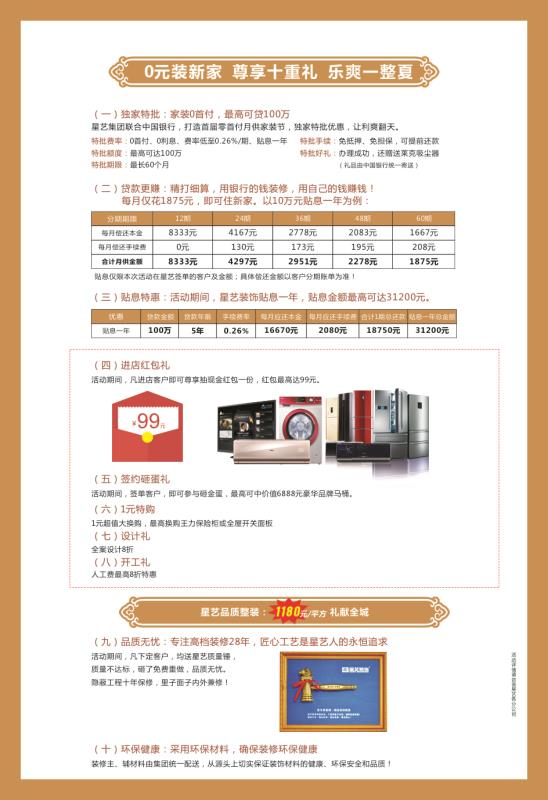 0元装新家 尊享十重礼 乐爽一整夏
（一）独家特批：家装0首付，最高可贷100万
星艺集团联合中国银行，打造首届零首付月供家装节，独家特批优惠，让利爽翻天。
特批费率：0首付、0利息、费率低至0.26%/期、贴息一年 特批手续：免抵押、免担保，可提前还款
特批额度：最高可达100万 特批好礼：办理成功，还赠送莱克吸尘器
特批期限：最长60个月 （礼品由中国银行统一寄送）
（二）贷款更赚：精打细算，用银行的钱装修，用自己的钱赚钱！
每月仅花1875元，即可住新家。以10万元贴息一年为例：
分期期限 12期 24期 36期 48期 60期
每月偿还本金 8333元 4167元 2778元 2083元 1667元
每月偿还手续费 0元 130元 173元 195元 208元
合计月供金额 8333元 4297元 2951元 2278元 1875元
贴息仅限本次活动在星艺签单的客户及金额；具体偿还金额以客户分期账单为准！
（三）贴息特惠：活动期间，星艺装饰贴息一年，贴息金额最高可达31200元。
优惠 贷款金额 贷款年龄 手续费率 每月应还本金 每月应还手续费 合计1期总还款 贴息一年总金额
贴息一年 100万 5年 0.26% 16670元 2080元 18750元 31200元
（四）进店红包礼
活动期间，凡进店客户即可尊享抽现金红包一份，红包最高达99元。
¥99元
（五）签约砸蛋礼
活动期间，签单客户，即可参与砸金蛋，最高可中价值6888元豪华品牌马桶。
（六）1元特购
1元超值大换购，最高换购王力保险柜或全屋开关面板
（七）设计礼
全案设计8折
（八）开工礼
人工费最高8折特惠
星艺品质整装：1180元/平方 礼献全城
（九）品质无忧：专注高档装修28年，匠心工艺是星艺人的永恒追求
活动期间，凡下定客户，均送星艺质量锤，
质量不达标，砸了免费重做，品质无忧。
隐蔽工程十年保修，里子面子内外兼修！
（十）环保健康：采用环保材料，确保装修环保健康
装修主、辅材料由集团统一配送，从源头上切实保证装饰材料的健康、环保安全和品质！